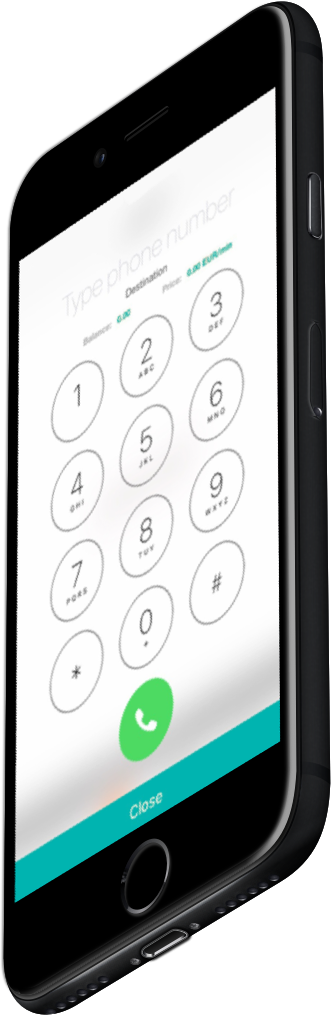 Type phone number
Destination
Balance: 0.00 Price: 0.00 EUR/min
1 2 ABC 3 DEF
4 GHI 5 JKL 6 MNO
7 PQRS 8 TUV 9 WXYZ
* 0 + #
Close